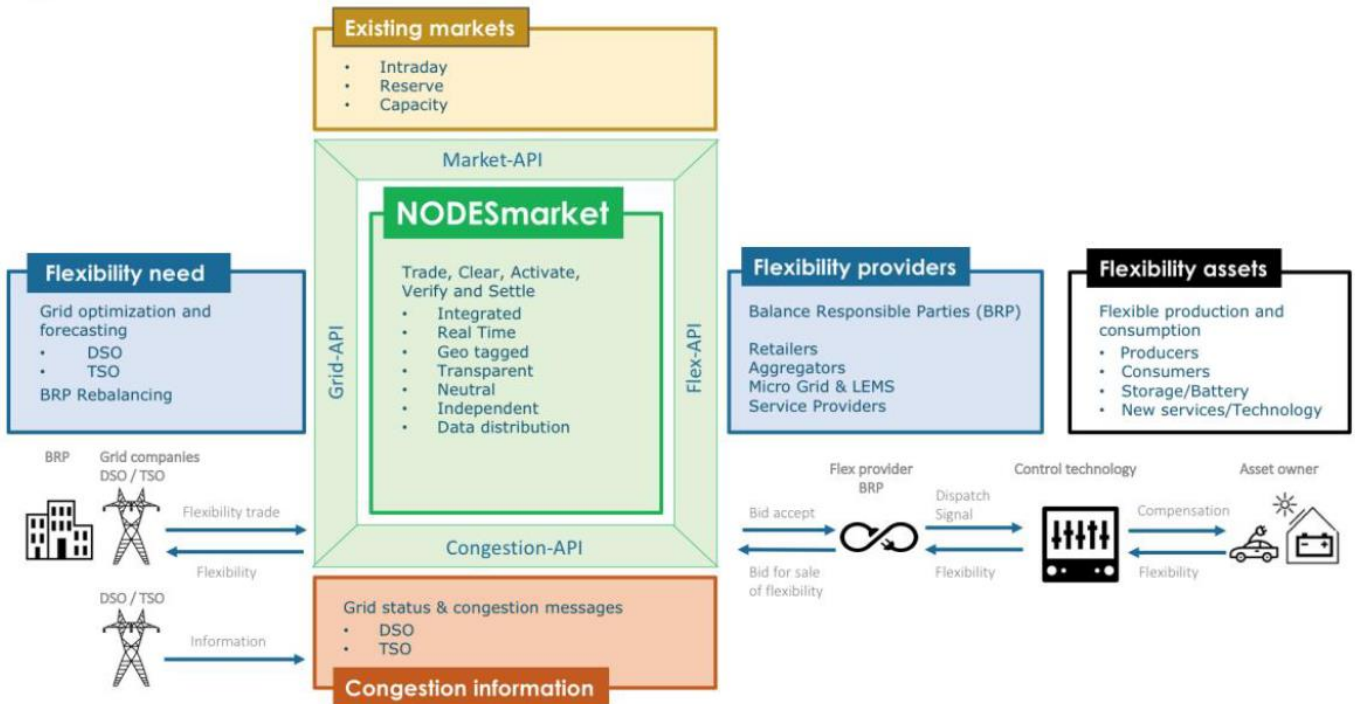 Existing markets
• Intraday
• Reserve
• Capacity
Market-API
Grid-API
Flex-API
Congestion-API
NODESmarket
Trade, Clear, Activate,
Verify and Settle
• Integrated
• Real Time
• Geo tagged
• Transparent
• Neutral
• Independent
• Data distribution
Flexibility need
Grid optimization and
forecasting
• DSO
• TSO
BRP Rebalancing
Flexibility providers
Balance Responsible Parties (BRP)
Retailers
Aggregators
Micro Grid & LEMS
Service Providers
Flexibility assets
Flexible production and
consumption
• Producers
• Consumers
• Storage/Battery
• New services/Technology
BRP
Grid companies
DSO / TSO
Flexibility trade
Flexibility
DSO / TSO
Information
Grid status & congestion messages
• DSO
• TSO
Congestion information
Bid accept
Bid for sale
of flexibility
Flex provider
BRP
Dispatch
Signal
Flexibility
Control technology
Compensation
Flexibility
Asset owner